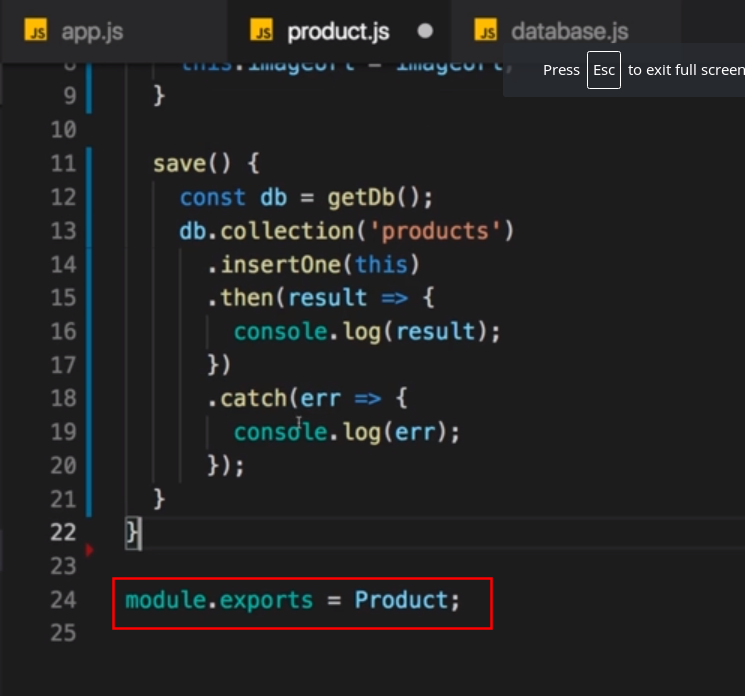 JS app.js
JS product.js
JS database.js
Press Esc to exit full screen
8 this.imageUrl = imageUrl;
9 }
10
11 save() {
12 const db = getDb();
13 db.collection('products')
14 .insertOne(this)
15 .then(result => {
16 console.log(result);
17 })
18 .catch(err => {
19 console.log(err);
20 });
21 }
22 }
23
24 module.exports = Product;
25